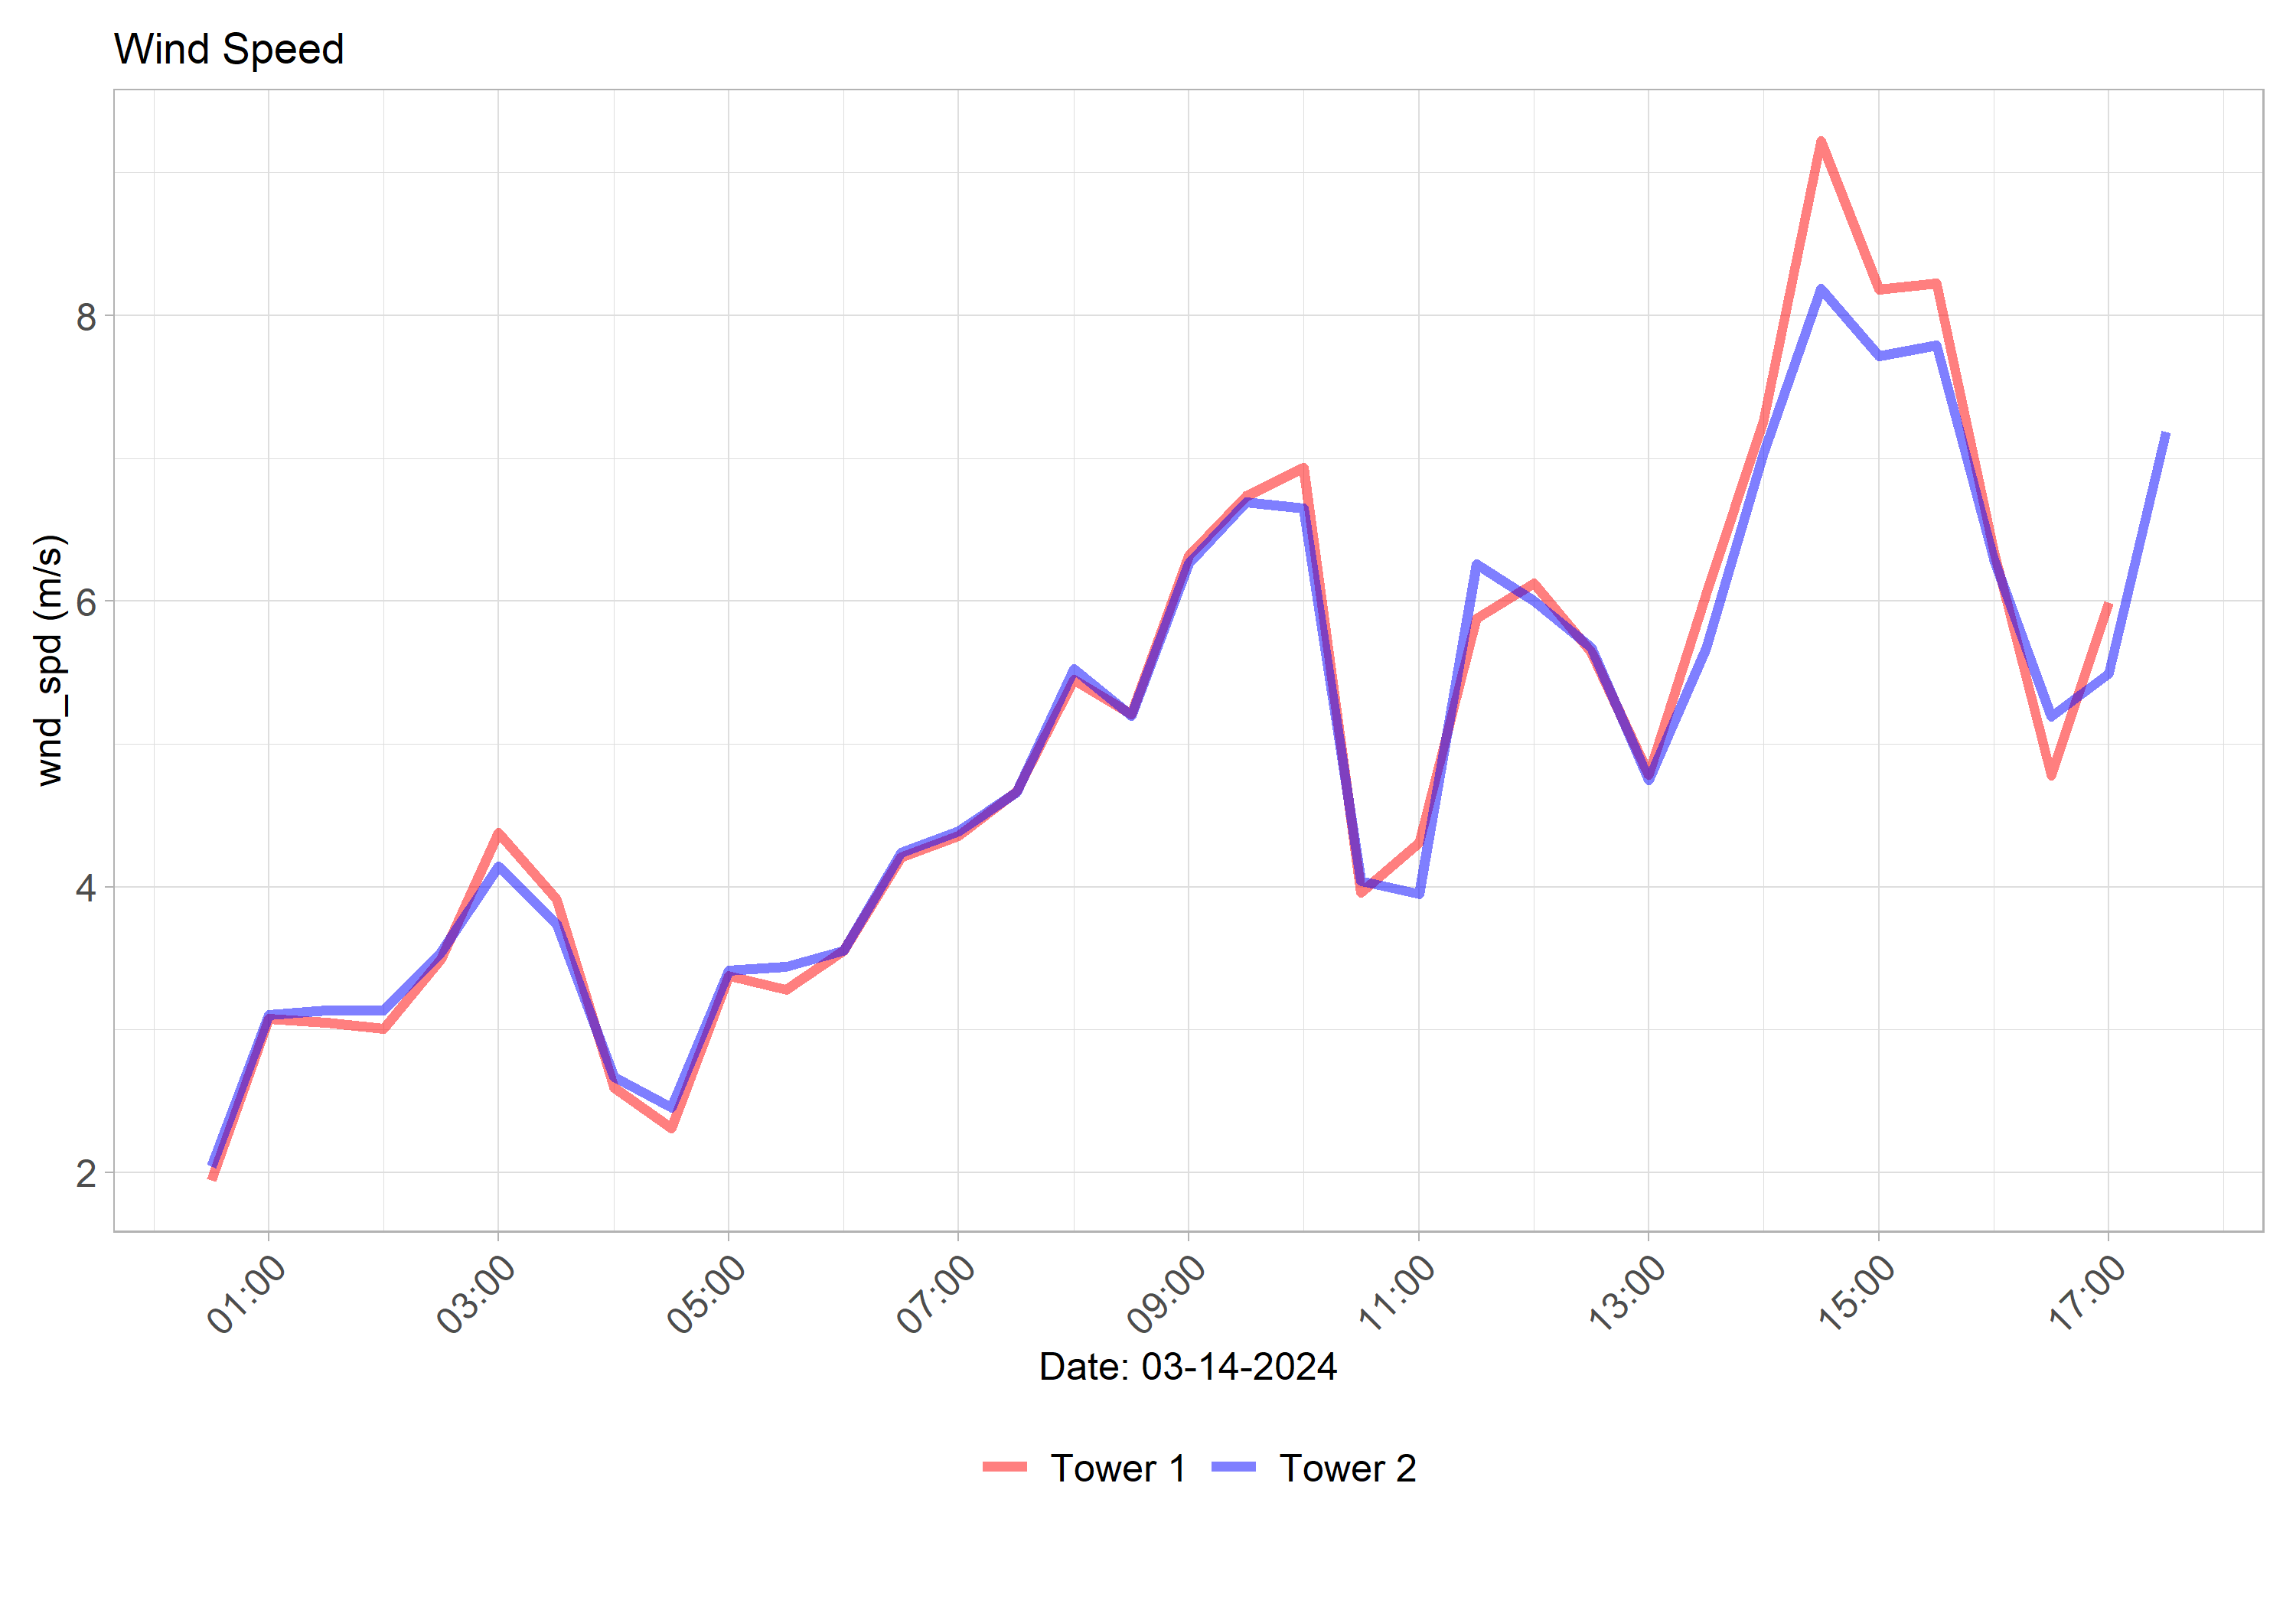 Wind Speed
wnd_spd (m/s)
8
6
4
2
01:00 03:00 05:00 07:00 09:00 11:00 13:00 15:00 17:00
Date: 03-14-2024
Tower 1 Tower 2